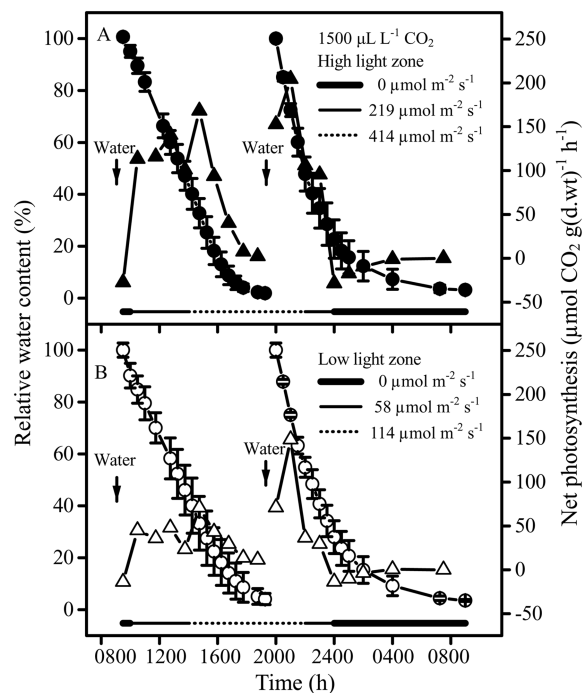 A
1500 μL L-1 CO2
High light zone
0 μmol m-2 s-1
219 μmol m-2 s-1
414 μmol m-2 s-1
Water
Water
100
80
60
40
20
0
250
200
150
100
50
0
-50
B
Low light zone
0 μmol m-2 s-1
58 μmol m-2 s-1
114 μmol m-2 s-1
Water
Water
100
80
60
40
20
0
250
200
150
100
50
0
-50
0800 1200 1600 2000 2400 0400 0800
Time (h)
Relative water content (%)
Net photosynthesis (μmol CO2 g(d.wt)-1 h-1)